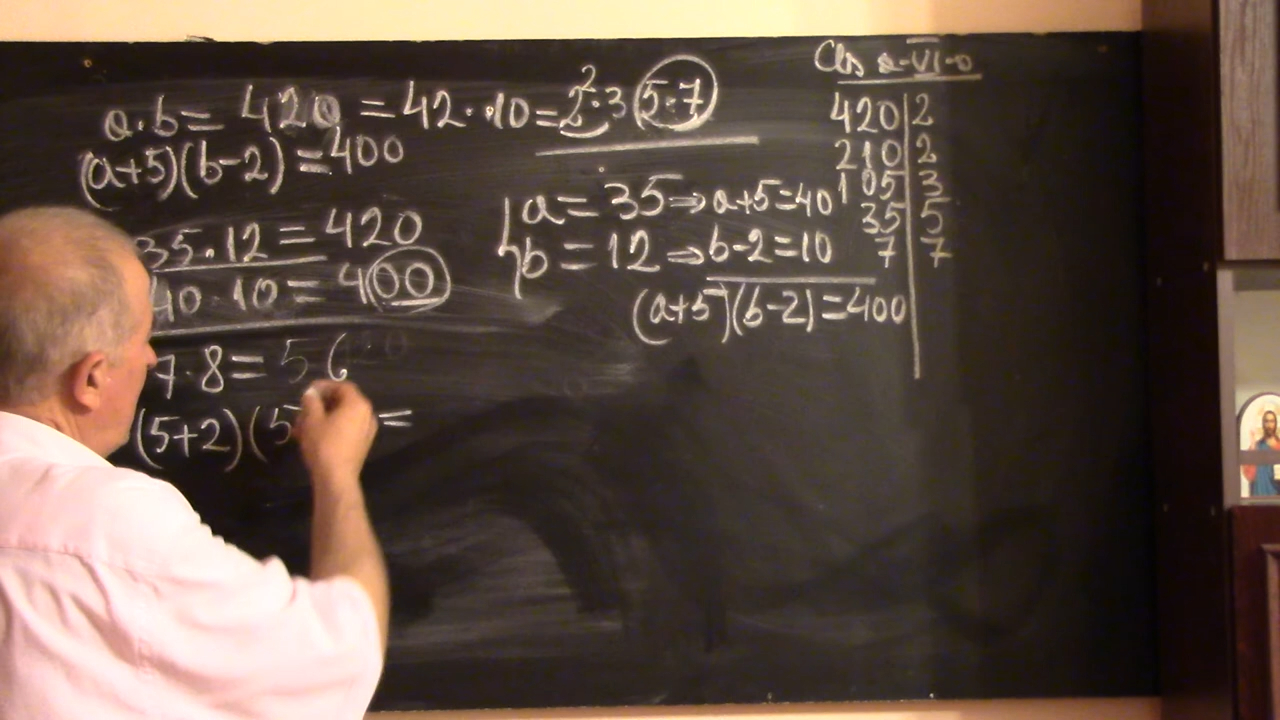 a·b = 420 = 42·10 = 2²·3 5·7
(a+5)(b-2) = 400
35·12 = 420
40·10 = 400
7·8 = 56
(5+2)(5 =
a = 35 ⇒ a+5=40
b = 12 ⇒ b-2=10
(a+5)(b-2)=400
Cls a-VI-a
420 | 2
210 | 2
105 | 3
35 | 5
7 | 7